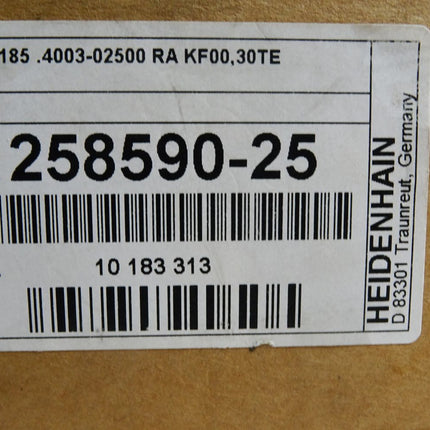 185 .4003-02500 RA KF00,30TE
258590-25
10 183 313
HEIDENHAIN
D 83301 Traunreut, Germany